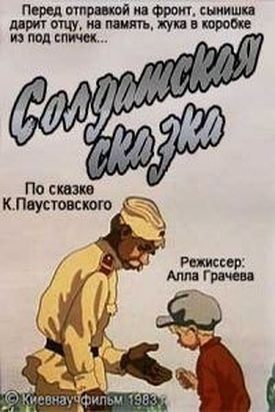 Перед отправкой на фронт, сынишка
дарит отцу, на память, жука в коробке
из под спичек...
Солдатская
сказка
По сказке
К.Паустовского
Режиссер:
Алла Грачева
© Киевнаучфильм 1983 г